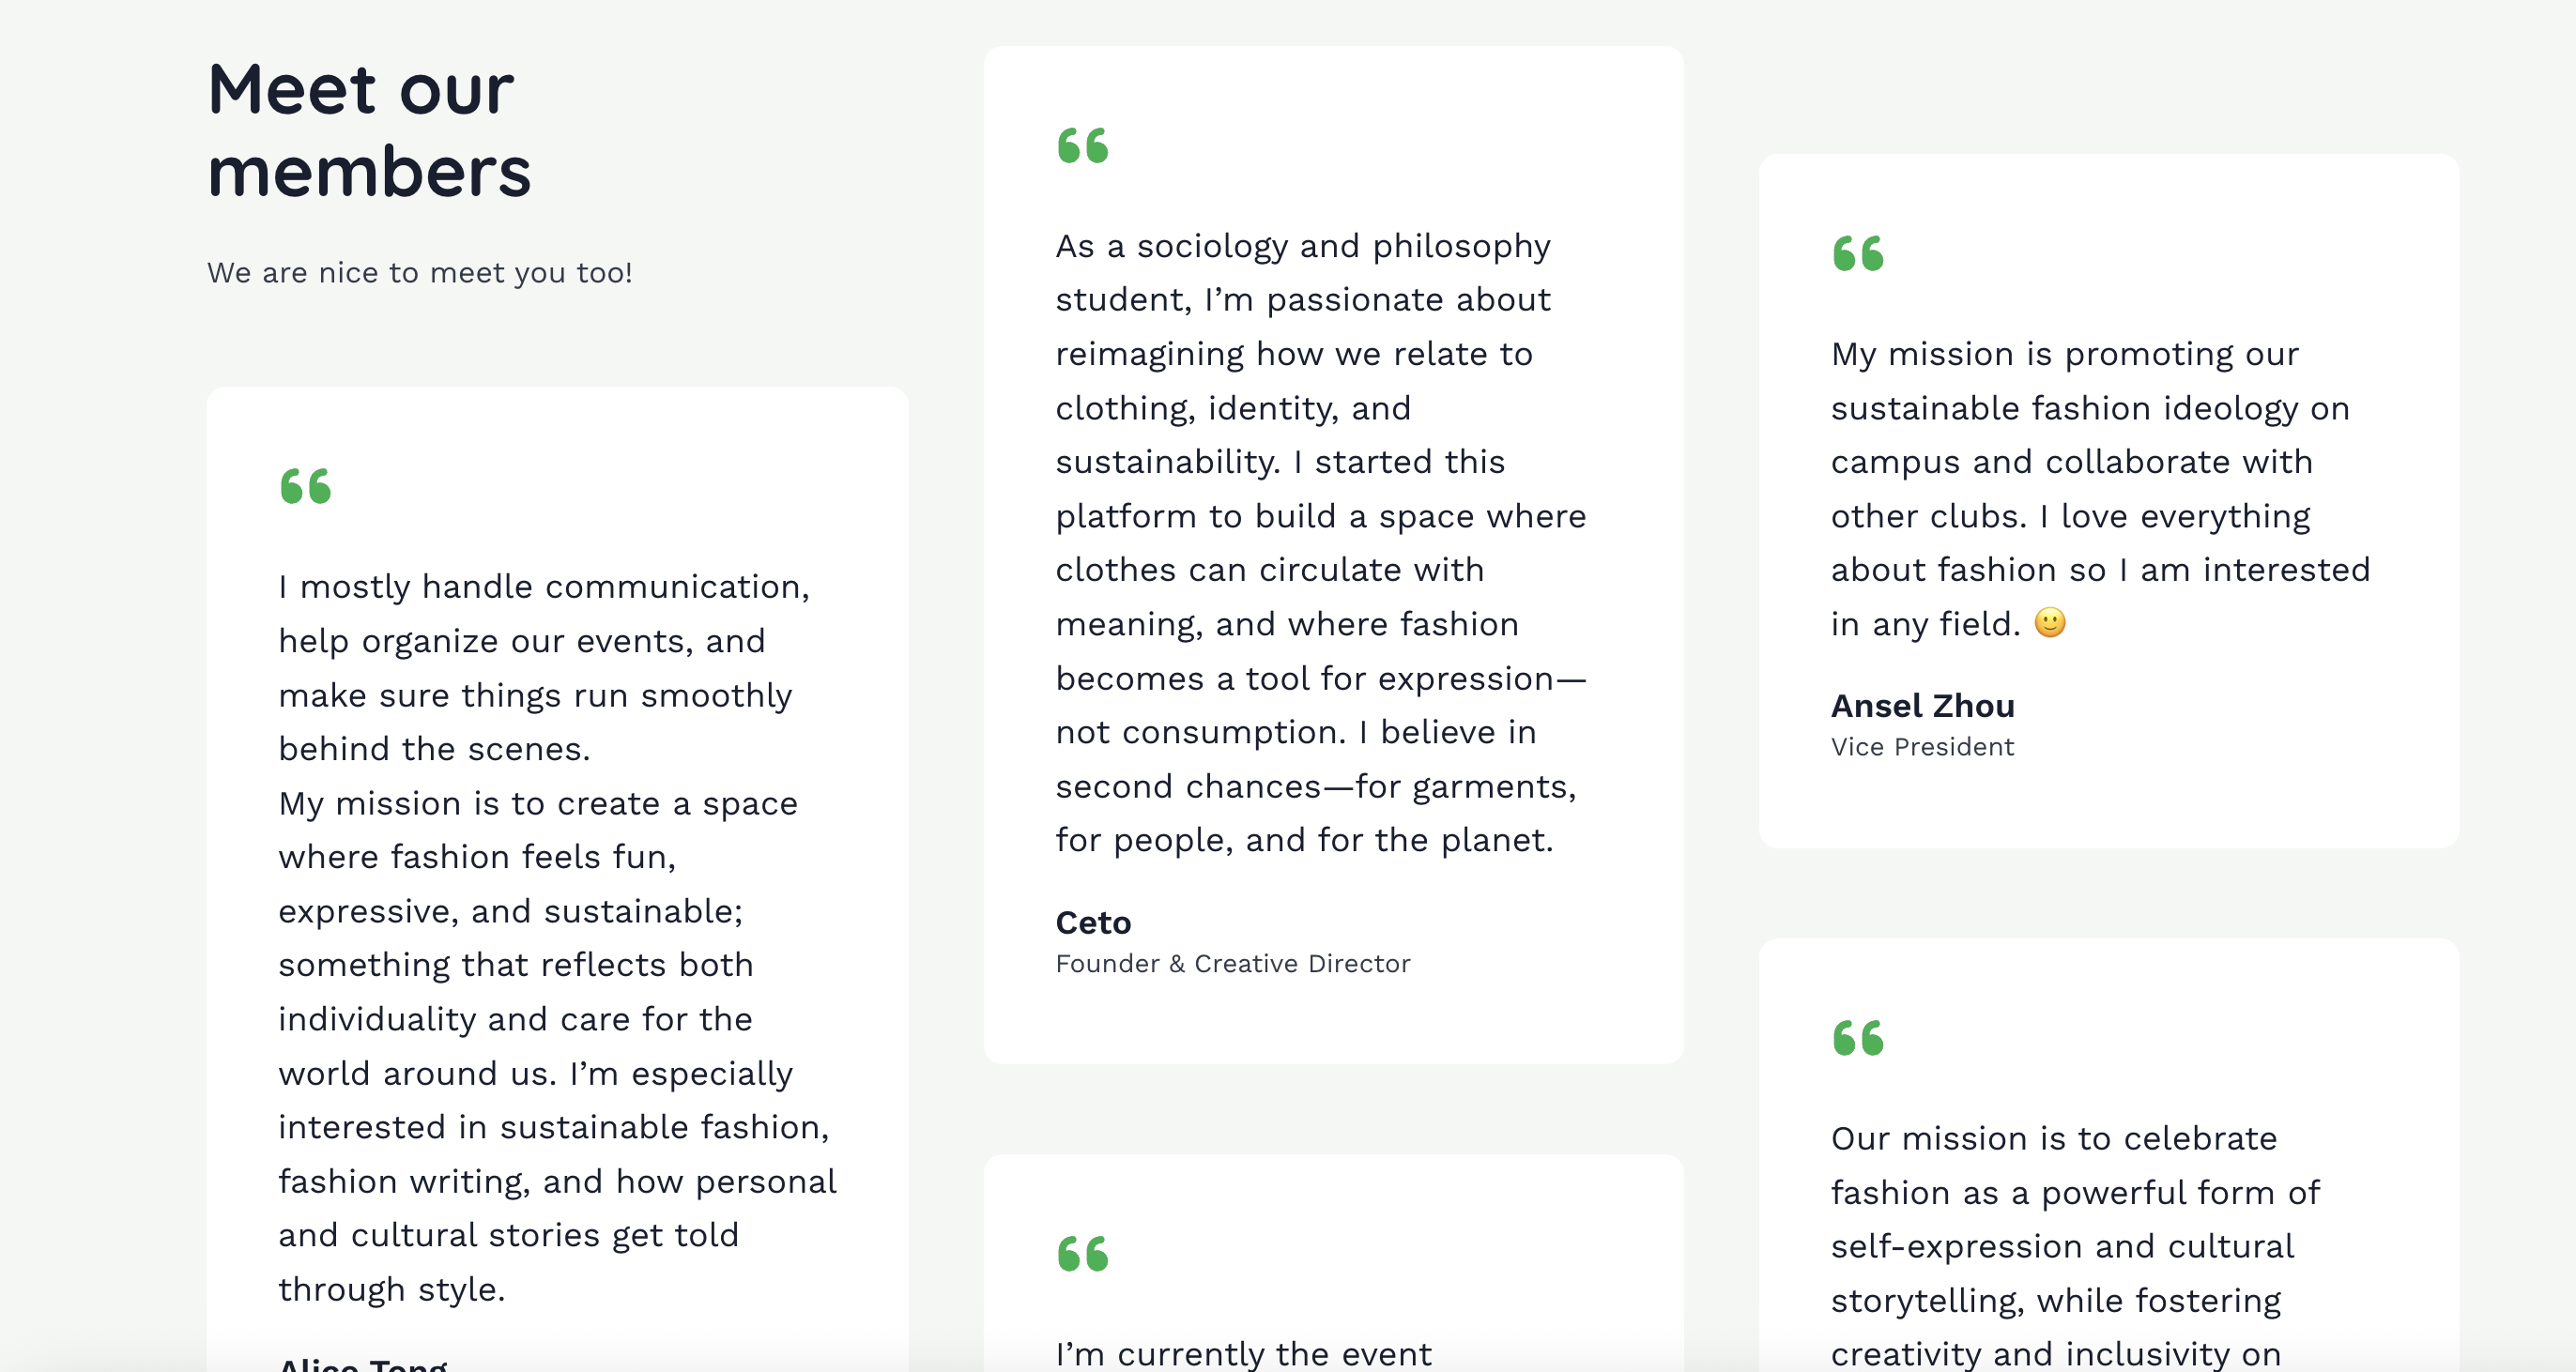 Meet our
members
We are nice to meet you too!
I mostly handle communication,
help organize our events, and
make sure things run smoothly
behind the scenes.
My mission is to create a space
where fashion feels fun,
expressive, and sustainable;
something that reflects both
individuality and care for the
world around us. I’m especially
interested in sustainable fashion,
fashion writing, and how personal
and cultural stories get told
through style.
Alice Tong
As a sociology and philosophy
student, I’m passionate about
reimagining how we relate to
clothing, identity, and
sustainability. I started this
platform to build a space where
clothes can circulate with
meaning, and where fashion
becomes a tool for expression—
not consumption. I believe in
second chances—for garments,
for people, and for the planet.
Ceto
Founder & Creative Director
I’m currently the event
My mission is promoting our
sustainable fashion ideology on
campus and collaborate with
other clubs. I love everything
about fashion so I am interested
in any field. 🙂
Ansel Zhou
Vice President
Our mission is to celebrate
fashion as a powerful form of
self-expression and cultural
storytelling, while fostering
creativity and inclusivity on